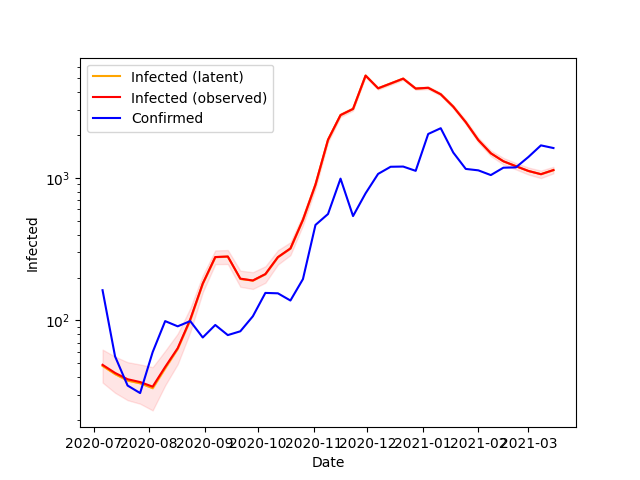 Infected (latent)
Infected (observed)
Confirmed
10³
10²
Infected
2020-07 2020-08 2020-09 2020-10 2020-11 2020-12 2021-01 2021-02 2021-03
Date